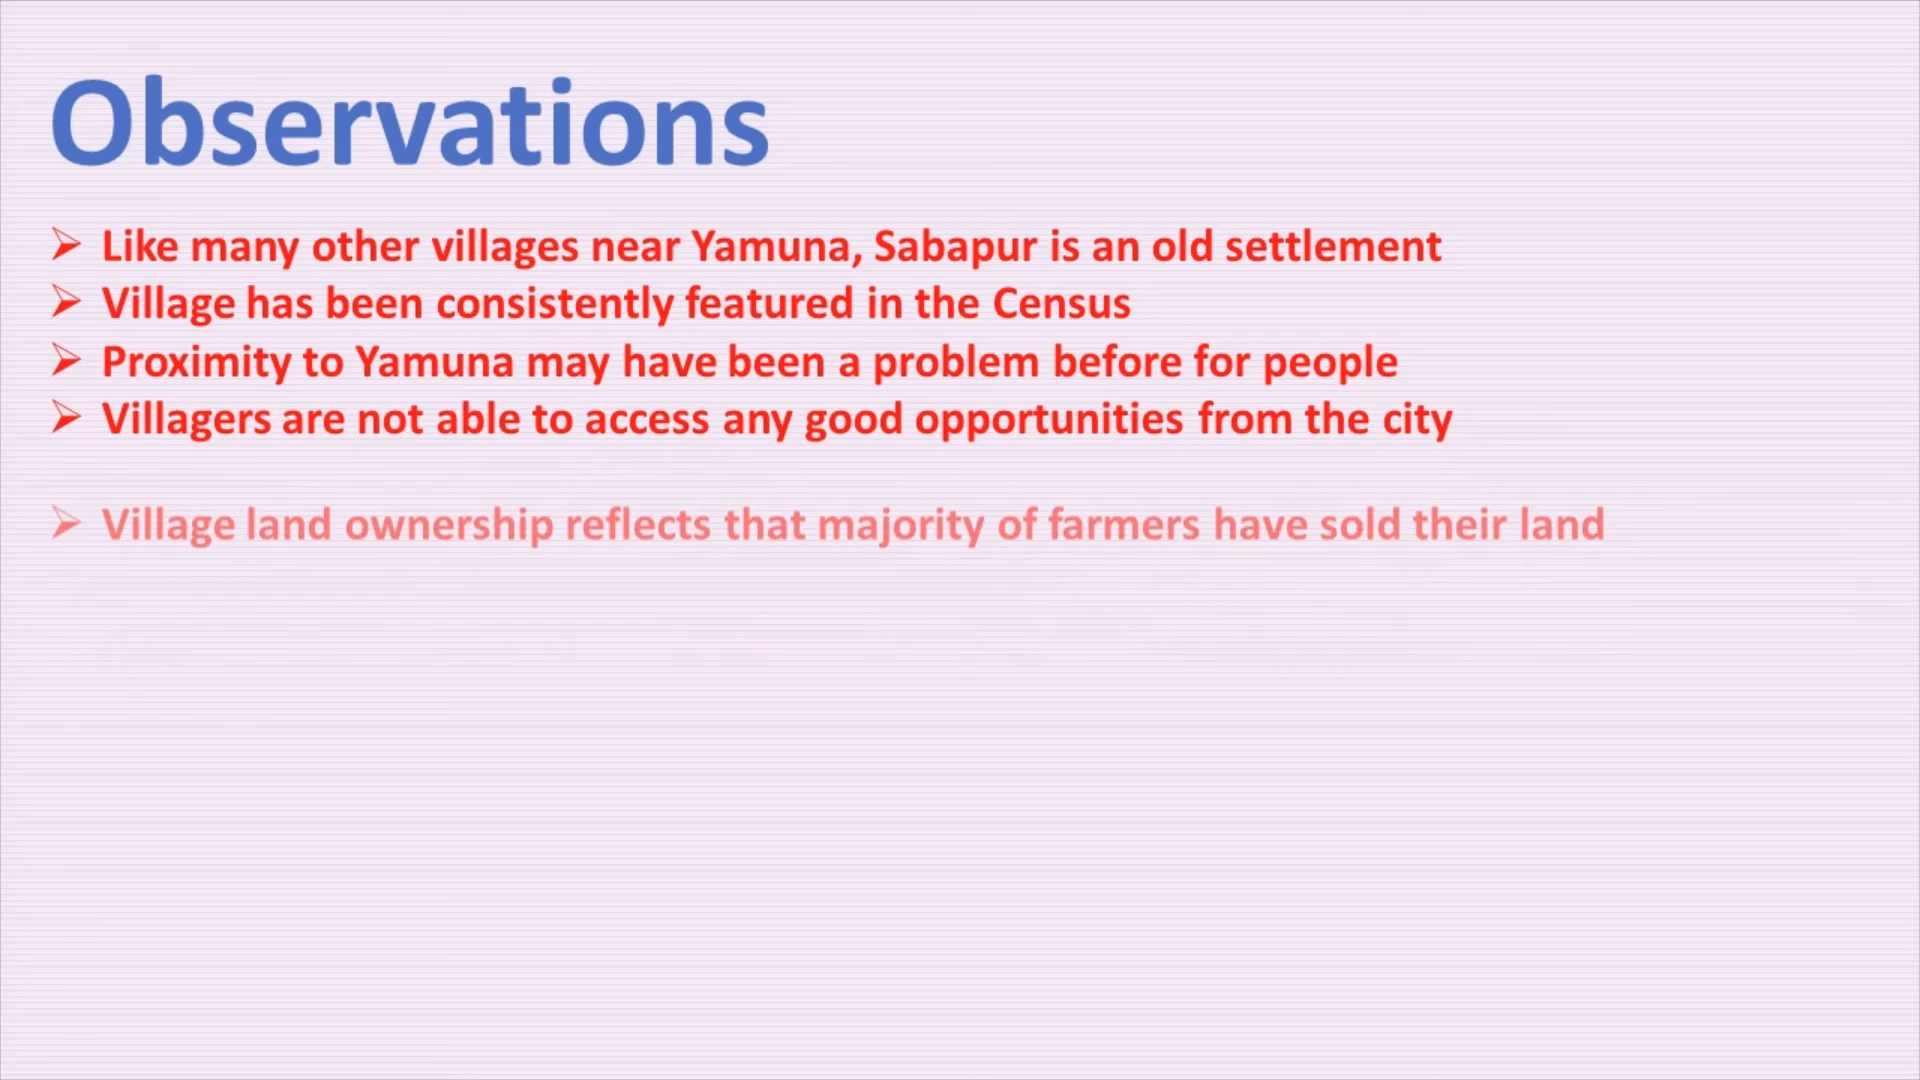 Observations
➢ Like many other villages near Yamuna, Sabapur is an old settlement
➢ Village has been consistently featured in the Census
➢ Proximity to Yamuna may have been a problem before for people
➢ Villagers are not able to access any good opportunities from the city
➢ Village land ownership reflects that majority of farmers have sold their land